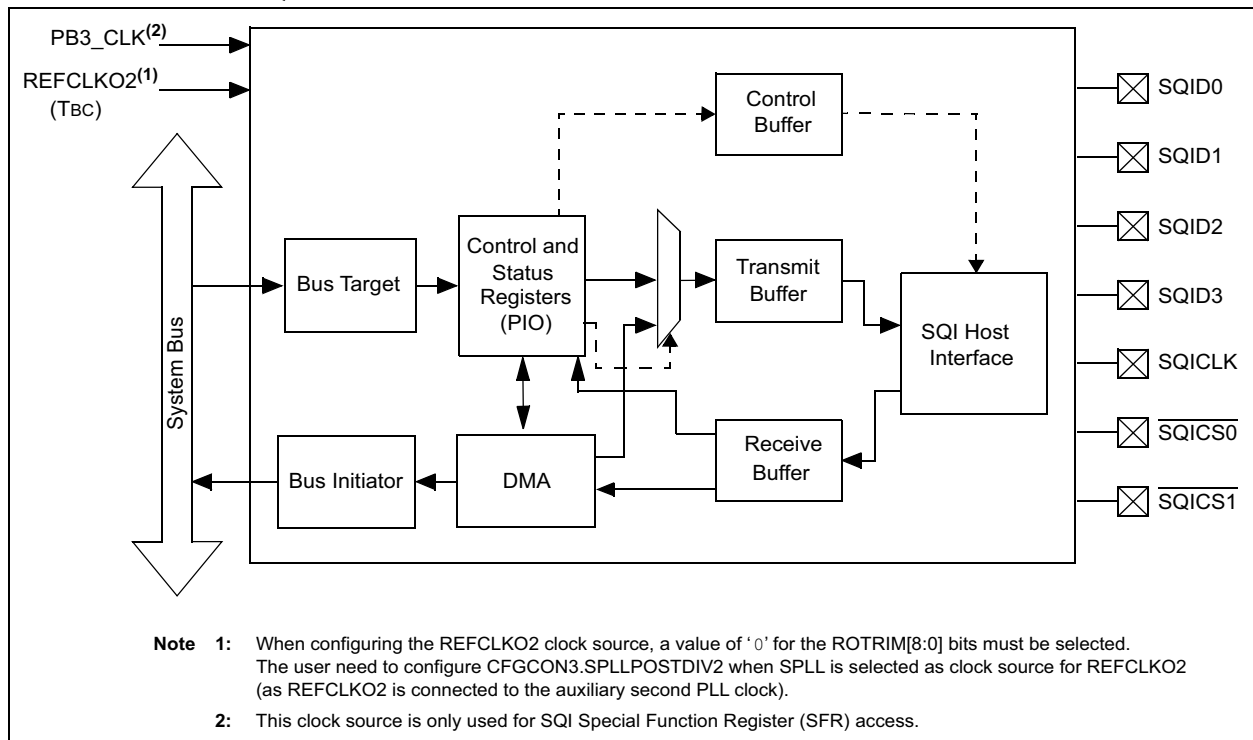 PB3_CLK(2)
REFCLKO2(1)
(TBC)
System Bus
Bus Target
Control and
Status
Registers
(PIO)
Control
Buffer
Transmit
Buffer
SQI Host
Interface
Bus Initiator
DMA
Receive
Buffer
SQID0
SQID1
SQID2
SQID3
SQICLK
SQICS0
SQICS1
Note 1: When configuring the REFCLKO2 clock source, a value of ‘0’ for the ROTRIM[8:0] bits must be selected.
The user need to configure CFGCON3.SPLLPOSTDIV2 when SPLL is selected as clock source for REFCLKO2
(as REFCLKO2 is connected to the auxiliary second PLL clock).
2: This clock source is only used for SQI Special Function Register (SFR) access.